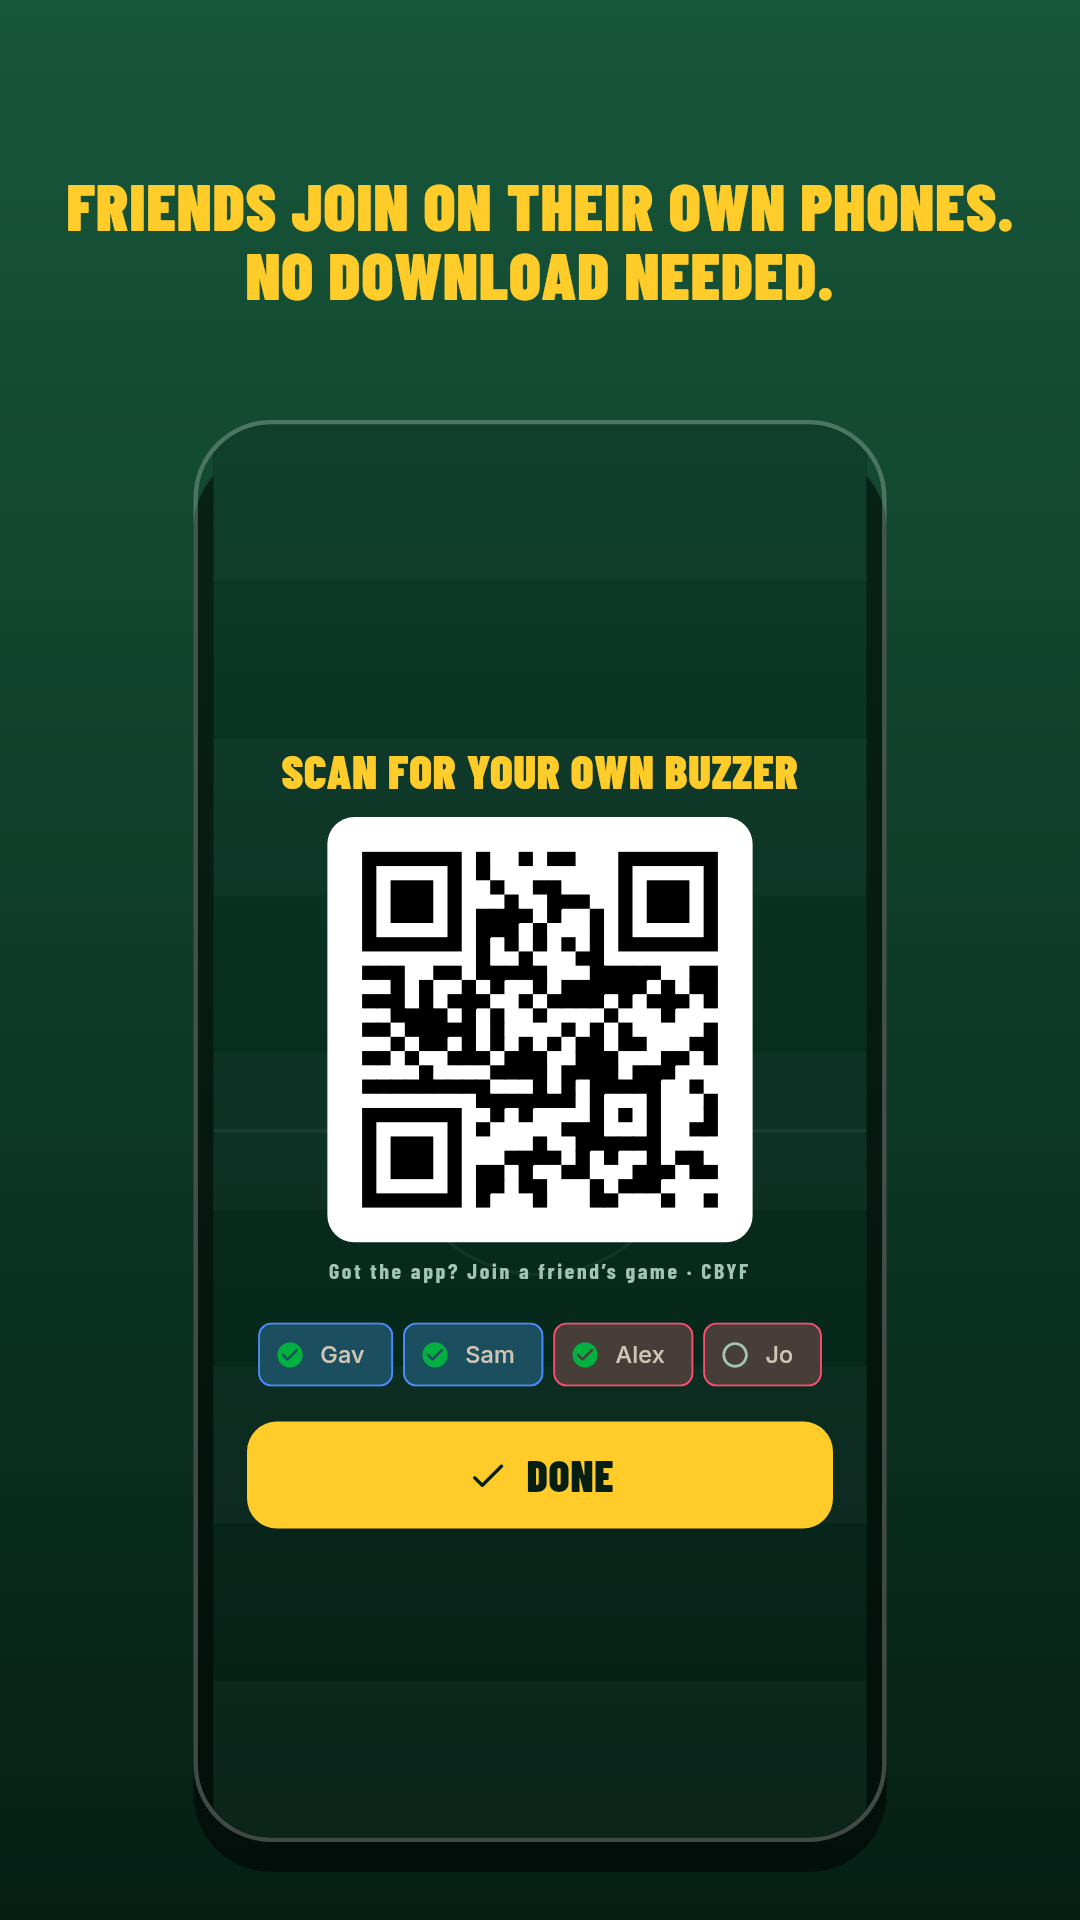 FRIENDS JOIN ON THEIR OWN PHONES.
NO DOWNLOAD NEEDED.
SCAN FOR YOUR OWN BUZZER
Got the app? Join a friend’s game · CBYF
Gav Sam Alex Jo
DONE